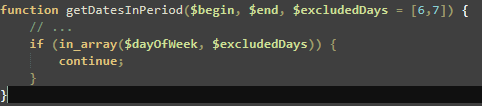 function getDatesInPeriod($begin, $end, $excludedDays = [6,7]) {
    // ...
    if (in_array($dayOfWeek, $excludedDays)) {
        continue;
    }
}